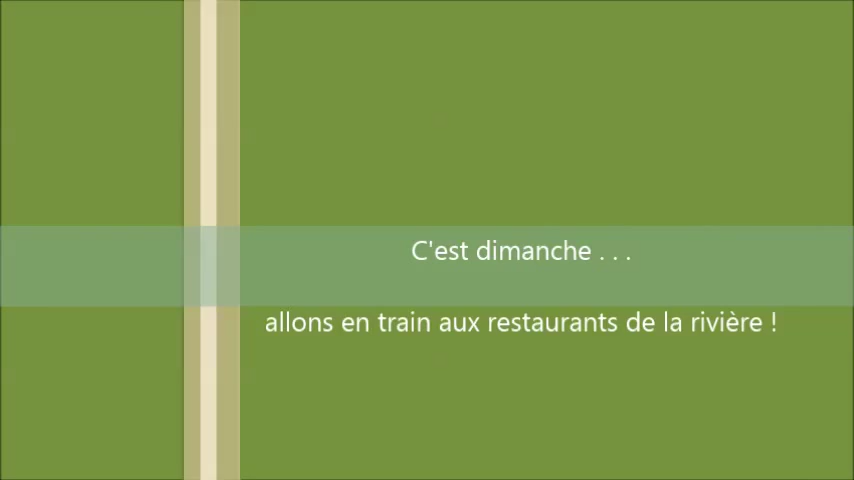 C'est dimanche . . .
allons en train aux restaurants de la rivière !